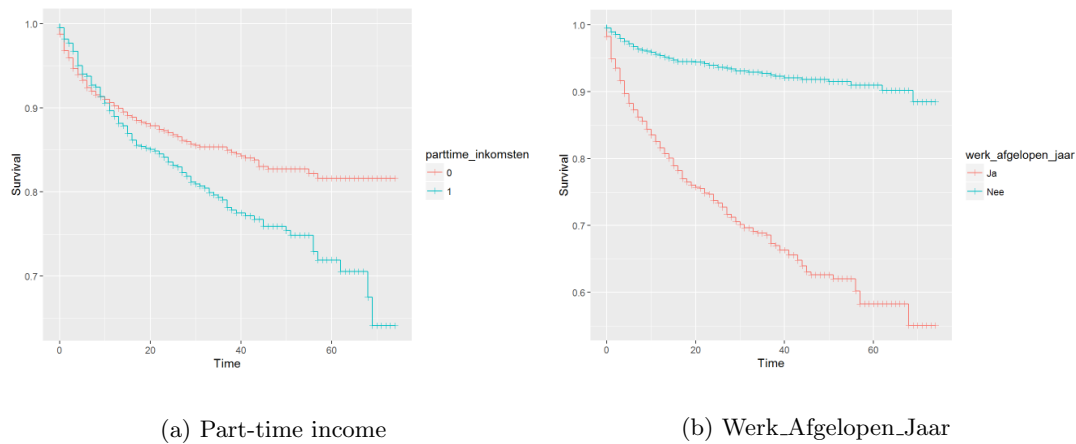 1.0
0.9
0.8
0.7
Survival
0
20
40
60
Time
parttime_inkomsten
0
1
(a) Part-time income
1.0
0.9
0.8
0.7
0.6
Survival
0
20
40
60
Time
werk_afgelopen_jaar
Ja
Nee
(b) Werk_Afgelopen_Jaar